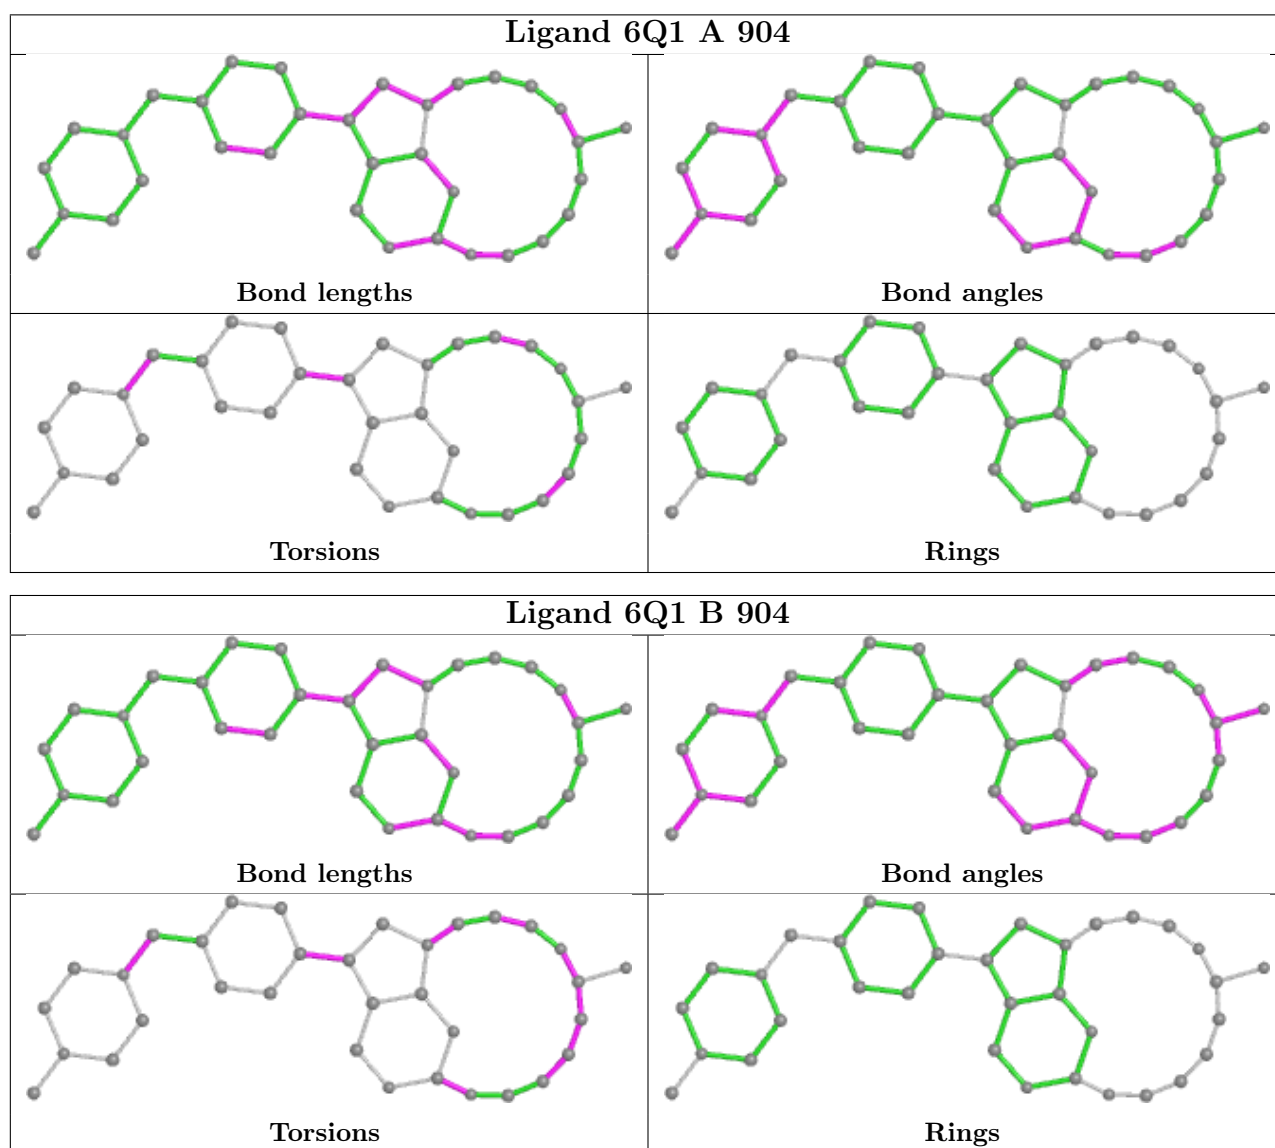 Ligand 6Q1 A 904
Bond lengths
Bond angles
Torsions
Rings
Ligand 6Q1 B 904
Bond lengths
Bond angles
Torsions
Rings